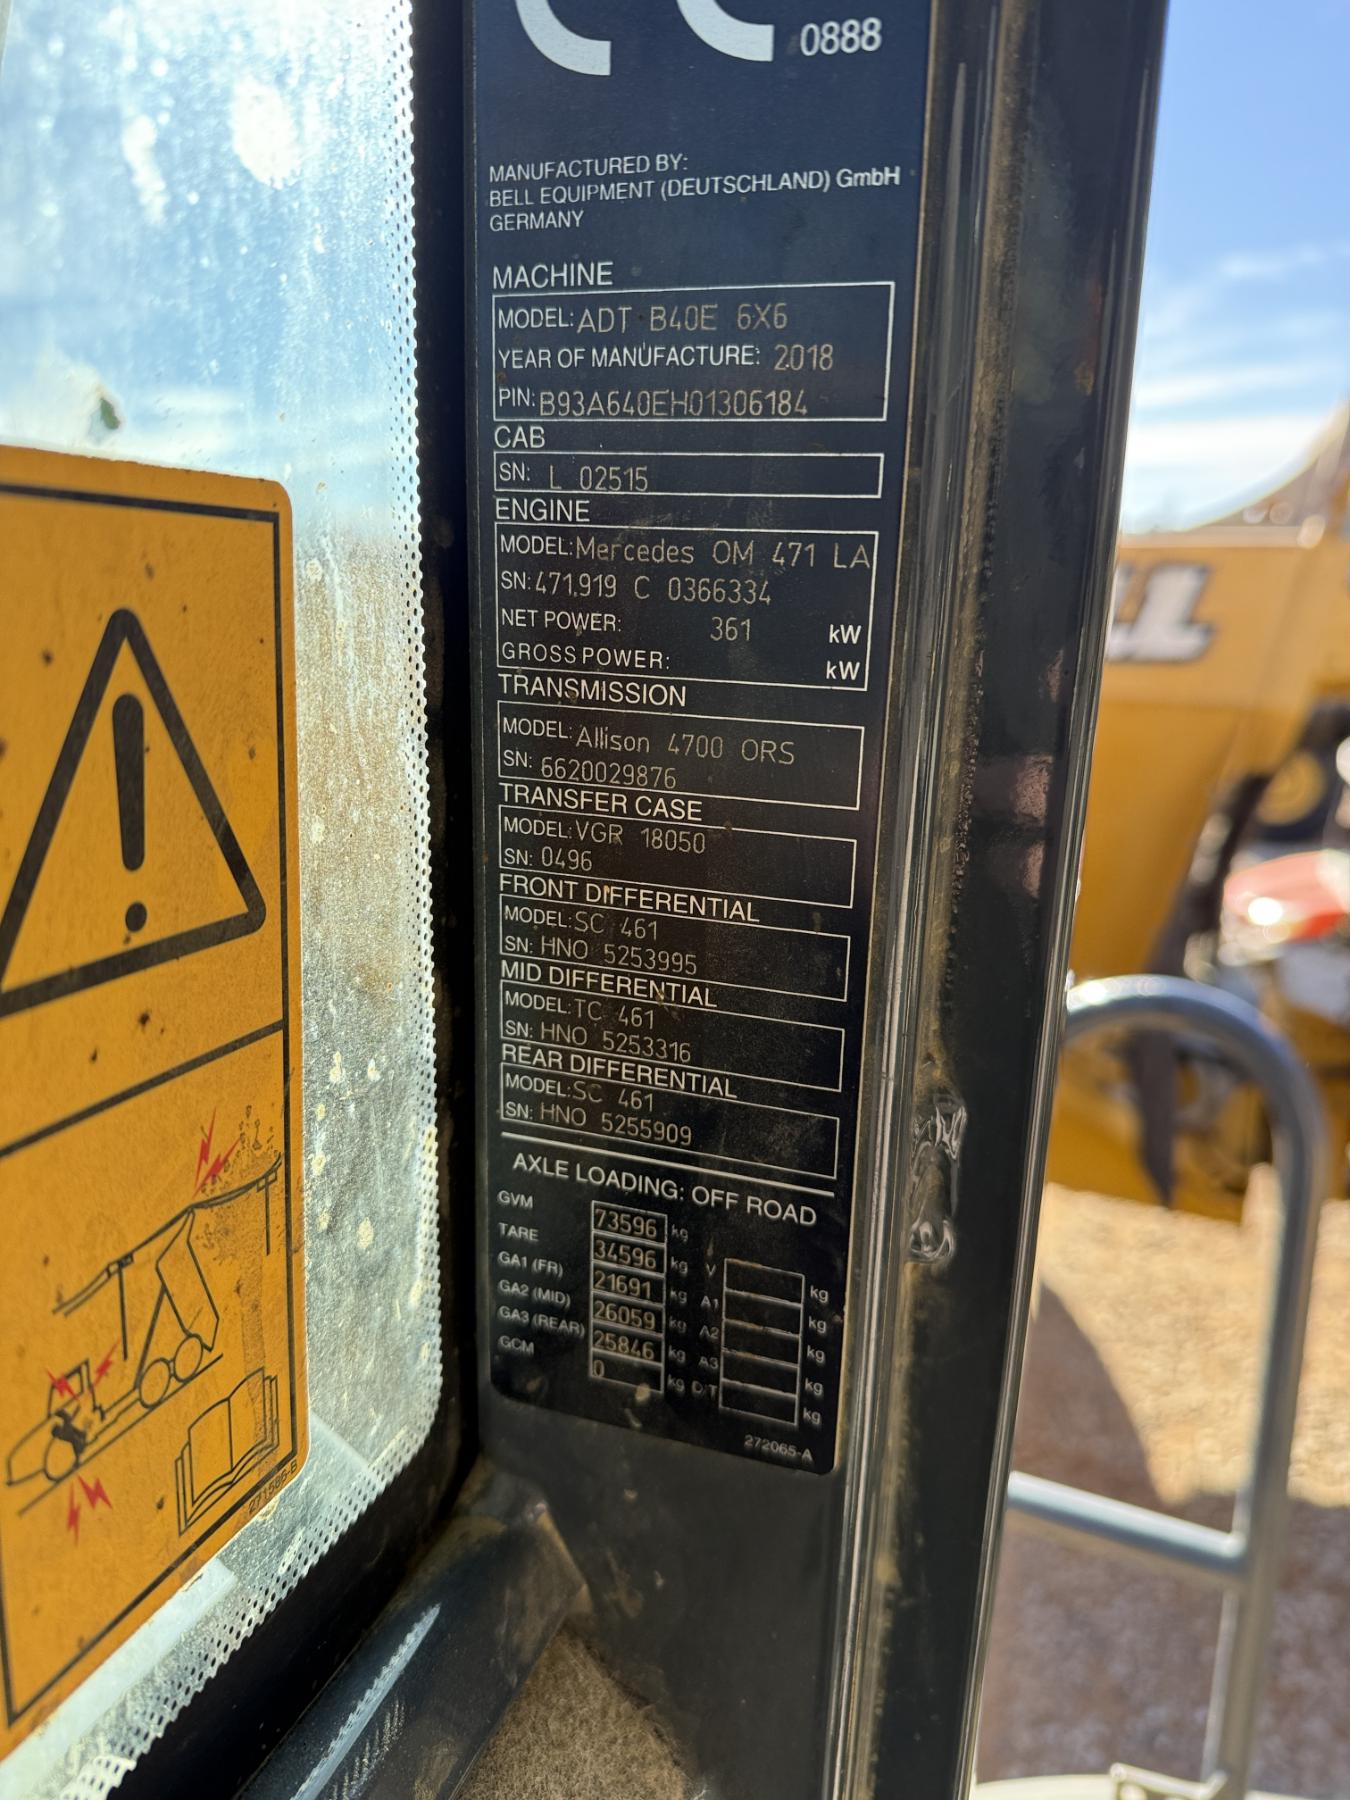 CE
0888
MANUFACTURED BY:
BELL EQUIPMENT (DEUTSCHLAND) GmbH
GERMANY
MACHINE
MODEL: ADT B40E 6X6
YEAR OF MANUFACTURE: 2018
PIN: B93A640EH01306184
CAB
SN: L 02515
ENGINE
MODEL: Mercedes OM 471 LA
SN: 471.919 C 0366334
NET POWER: 361 kW
GROSS POWER: kW
TRANSMISSION
MODEL: Allison 4700 ORS
SN: 6620029876
TRANSFER CASE
MODEL: VGR 18050
SN: 0496
FRONT DIFFERENTIAL
MODEL: SC 461
SN: HNO 5253995
MID DIFFERENTIAL
MODEL: TC 461
SN: HNO 5253316
REAR DIFFERENTIAL
MODEL: SC 461
SN: HNO 5255909
AXLE LOADING: OFF ROAD
GVM 73596 kg
TARE 34596 kg V kg
GA1 (FR) 21691 kg A1 kg
GA2 (MID) 26059 kg A2 kg
GA3 (REAR) 25846 kg A3 kg
GCM 0 kg D/T kg
272065-A
271586-B